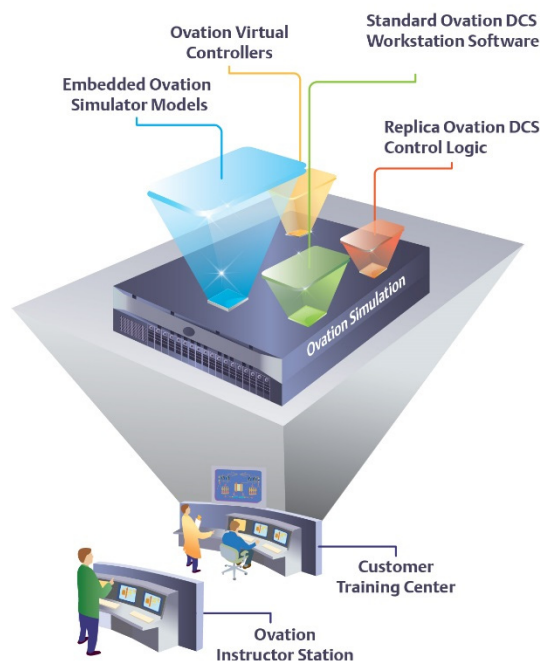 Standard Ovation DCS
Workstation Software
Ovation Virtual
Controllers
Embedded Ovation
Simulator Models
Replica Ovation DCS
Control Logic
Ovation Simulation
Customer
Training Center
Ovation
Instructor Station